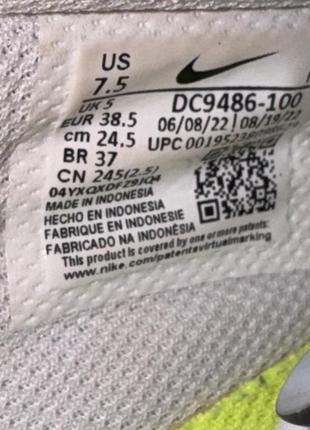 US
7.5
UK 5
EUR 38.5
cm 24.5
BR 37
CN 245(2.5)
DC9486-100
06/08/22 | 08/19/22
UPC
04YXQXDFZ9JQ4
MADE IN INDONESIA
HECHO EN INDONESIA
FABRIQUE EN INDONESIE
FABRICADO NA INDONÉSIA
This product is covered by one or more patents.
www.nike.com/patentsvirtualmarking